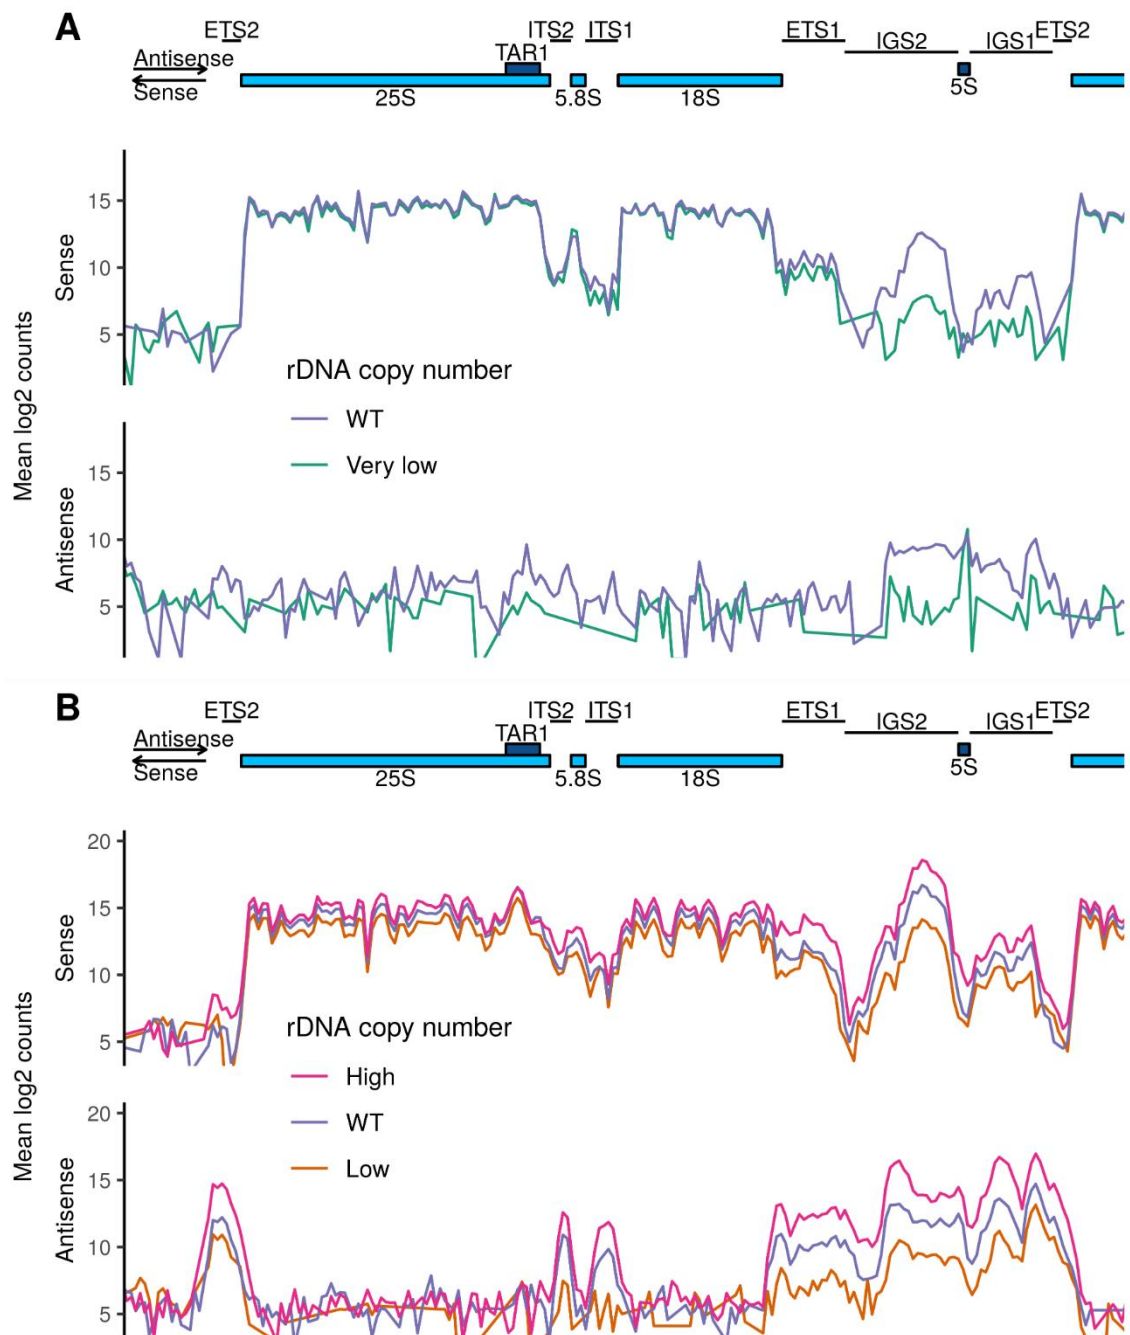 A
ETS2 ITS2 ITS1 ETS1 IGS2 IGS1 ETS2
Antisense
TAR1
Sense
25S 5.8S 18S 5S
Mean log2 counts
Sense
15
10
5
rDNA copy number
WT
Very low
Antisense
15
10
5
B
ETS2 ITS2 ITS1 ETS1 IGS2 IGS1 ETS2
Antisense
TAR1
Sense
25S 5.8S 18S 5S
Mean log2 counts
Sense
20
15
10
5
rDNA copy number
High
WT
Low
Antisense
20
15
10
5